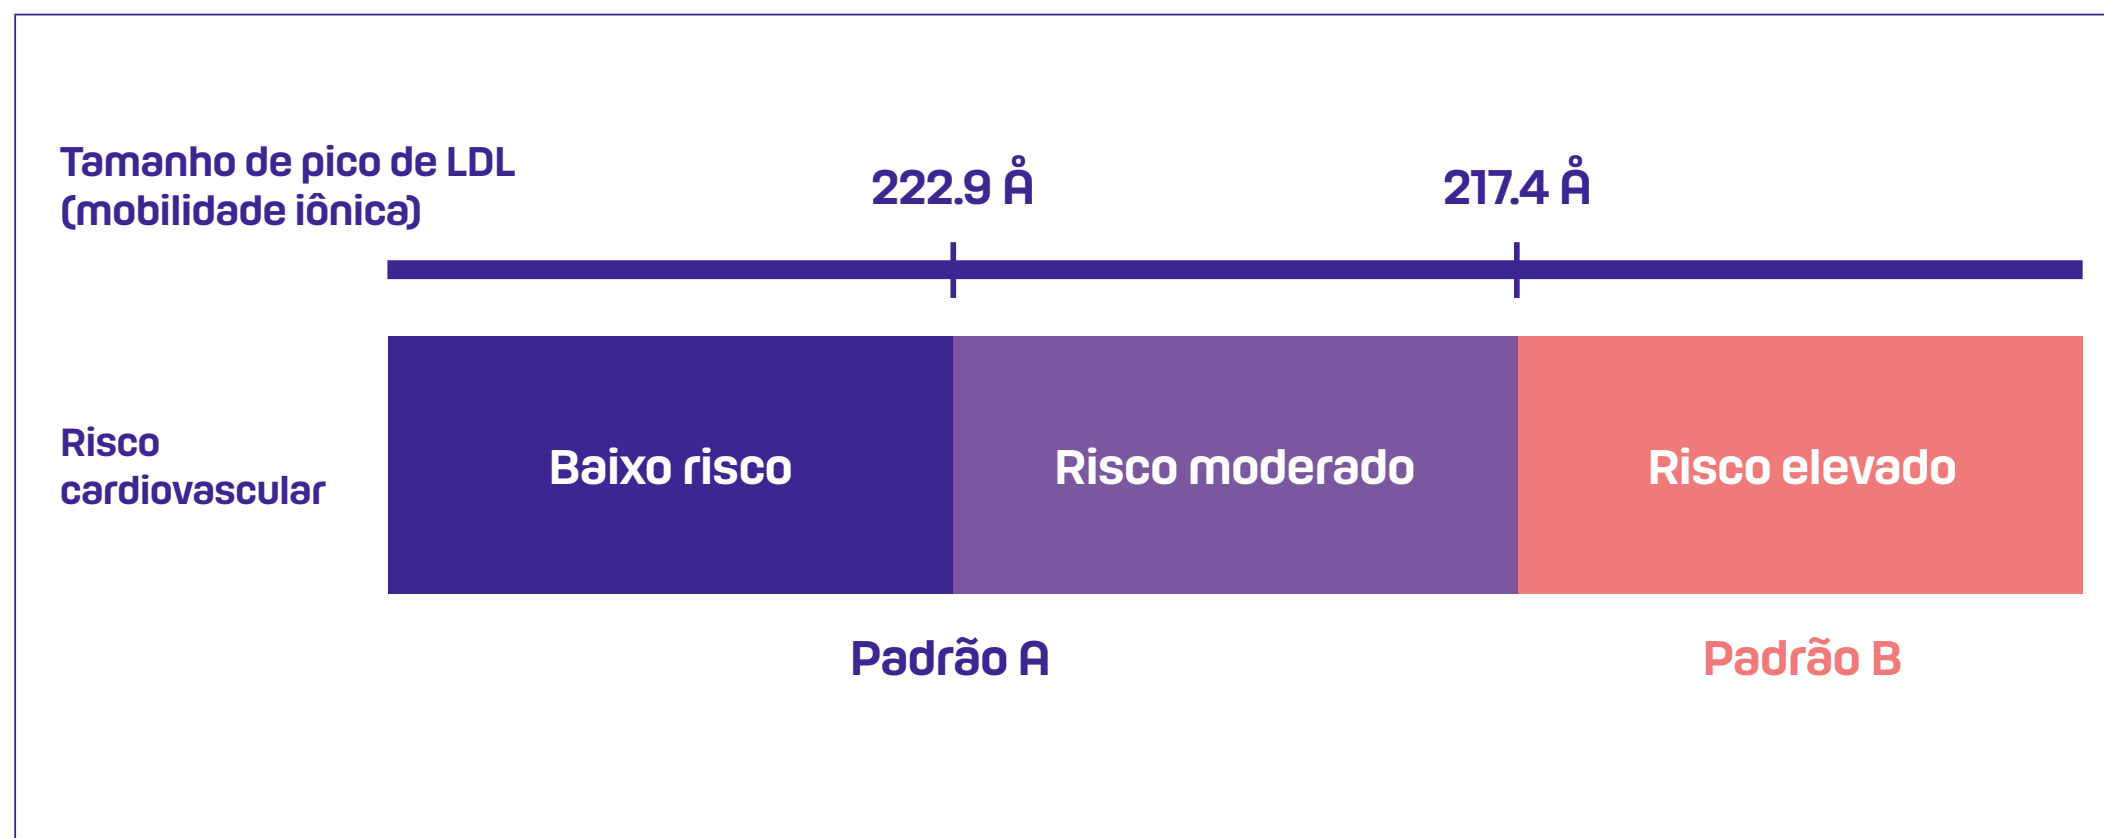 Tamanho de pico de LDL
(mobilidade iônica)
222.9 Å
217.4 Å
Risco
cardiovascular
Baixo risco
Risco moderado
Risco elevado
Padrão A
Padrão B